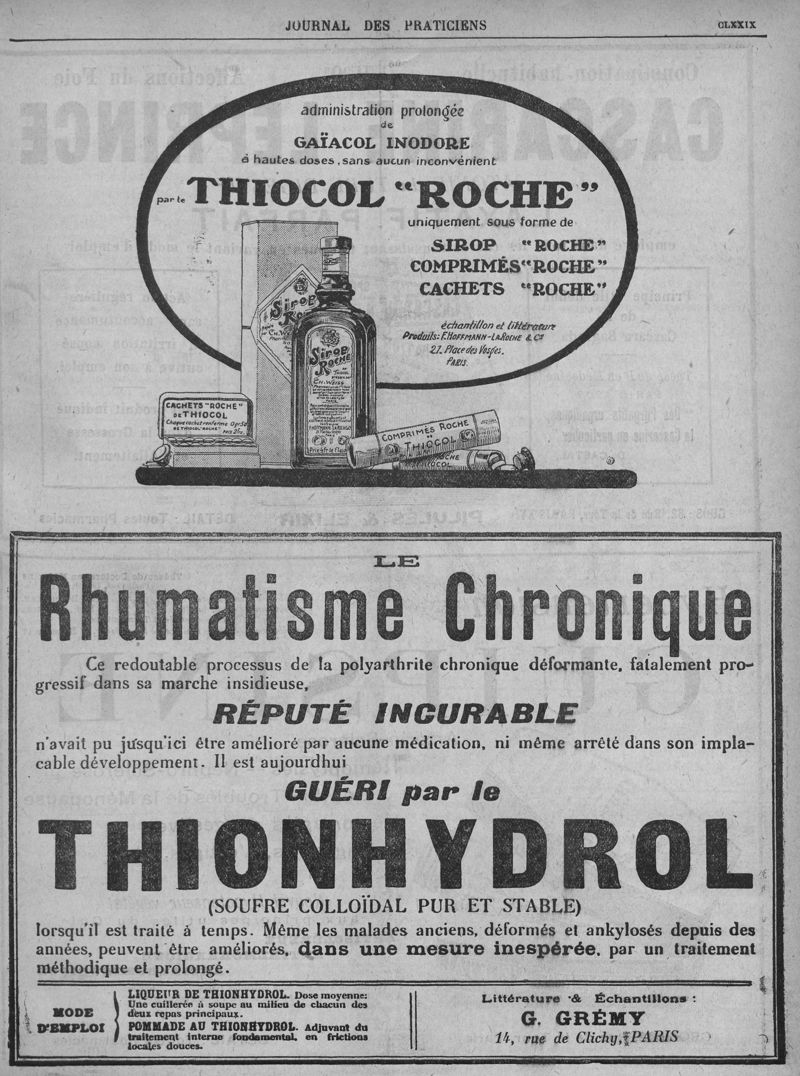 JOURNAL DES PRATICIENS
CLXXIX
administration prolongée
de
GAÏACOL INODORE
à hautes doses, sans aucun inconvénient
par le THIOCOL “ROCHE”
uniquement sous forme de
SIROP “ROCHE”
COMPRIMÉS “ROCHE”
CACHETS “ROCHE”
échantillon et littérature
Produits: F. HOFFMANN-LA ROCHE & Cº
21, Place des Vosges.
PARIS.
Sirop
Roche
Sirop
ROCHE
CH. WEISS
CACHETS "ROCHE"
DE THIOCOL
COMPRIMÉS ROCHE
THIOCOL
ROCHE
THIOCOL
LE
Rhumatisme Chronique
Ce redoutable processus de la polyarthrite chronique déformante, fatalement pro-
gressif dans sa marche insidieuse,
RÉPUTÉ INCURABLE
n'avait pu jusqu'ici être amélioré par aucune médication, ni même arrêté dans son impla-
cable développement. Il est aujourdhui
GUÉRI par le
THIONHYDROL
(SOUFRE COLLOÏDAL PUR ET STABLE)
lorsqu'il est traité à temps. Même les malades anciens, déformés et ankylosés depuis des
années, peuvent être améliorés, dans une mesure inespérée, par un traitement
méthodique et prolongé.
MODE
D'EMPLOI
LIQUEUR DE THIONHYDROL. Dose moyenne:
Une cuillerée à soupe au milieu de chacun des
deux repas principaux.
POMMADE AU THIONHYDROL. Adjuvant du
traitement interne fondamental, en frictions
locales douces.
Littérature & Échantillons :
G. GRÉMY
14, rue de Clichy, PARIS